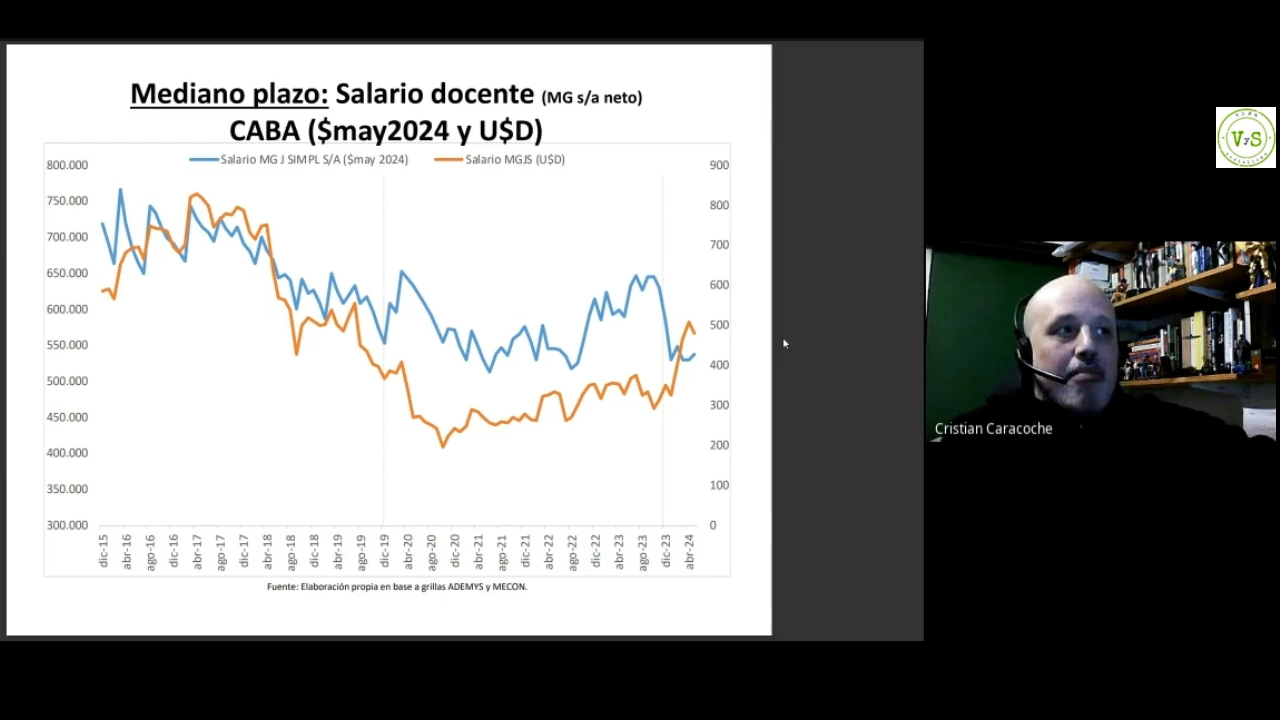 Mediano plazo: Salario docente (MG s/a neto)
CABA ($may2024 y U$D)
Salario MG J SIMPL S/A ($may 2024)
Salario MGJS (U$D)
800.000
750.000
700.000
650.000
600.000
550.000
500.000
450.000
400.000
350.000
300.000
900
800
700
600
500
400
300
200
100
0
dic-15
abr-16
ago-16
dic-16
abr-17
ago-17
dic-17
abr-18
ago-18
dic-18
abr-19
ago-19
dic-19
abr-20
ago-20
dic-20
abr-21
ago-21
dic-21
abr-22
ago-22
dic-22
abr-23
ago-23
dic-23
abr-24
Fuente: Elaboración propia en base a grillas ADEMYS y MECON.
VyS
Cristian Caracoche